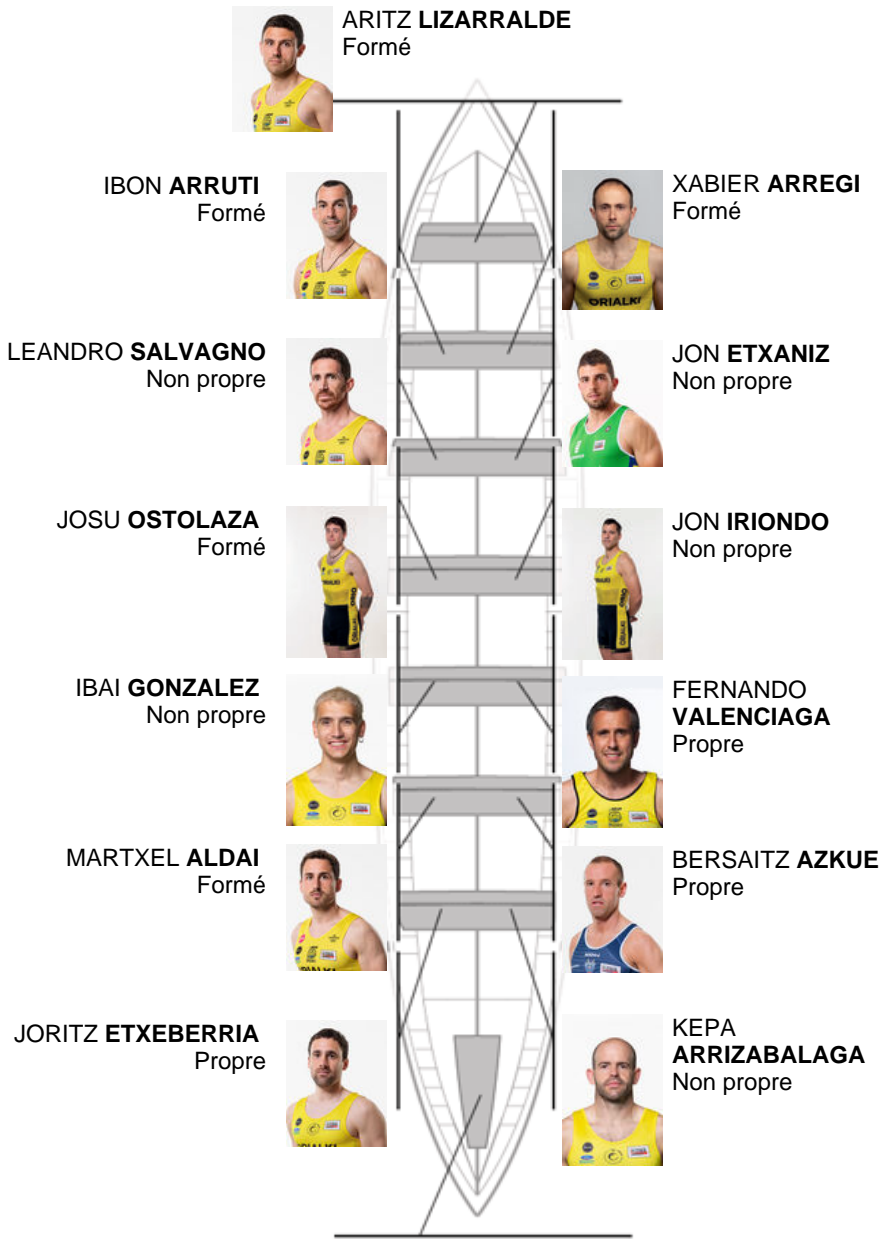 ARITZ LIZARRALDE
Formé
IBON ARRUTI
Formé
XABIER ARREGI
Formé
ORIALKI
LEANDRO SALVAGNO
Non propre
JON ETXANIZ
Non propre
JOSU OSTOLAZA
Formé
JON IRIONDO
Non propre
IBAI GONZALEZ
Non propre
FERNANDO
VALENCIAGA
Propre
MARTXEL ALDAI
Formé
BERSAITZ AZKUE
Propre
JORITZ ETXEBERRIA
Propre
KEPA
ARRIZABALAGA
Non propre